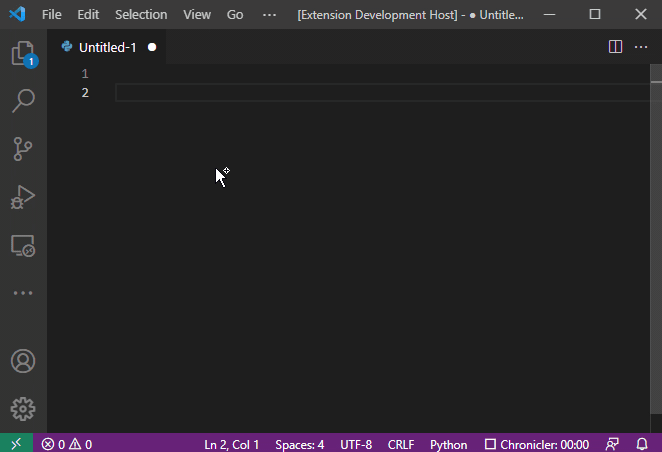 File Edit Selection View Go ··· [Extension Development Host] - ● Untitle...
Untitled-1 ●
1
1
2
0 0 Ln 2, Col 1 Spaces: 4 UTF-8 CRLF Python Chronicler: 00:00